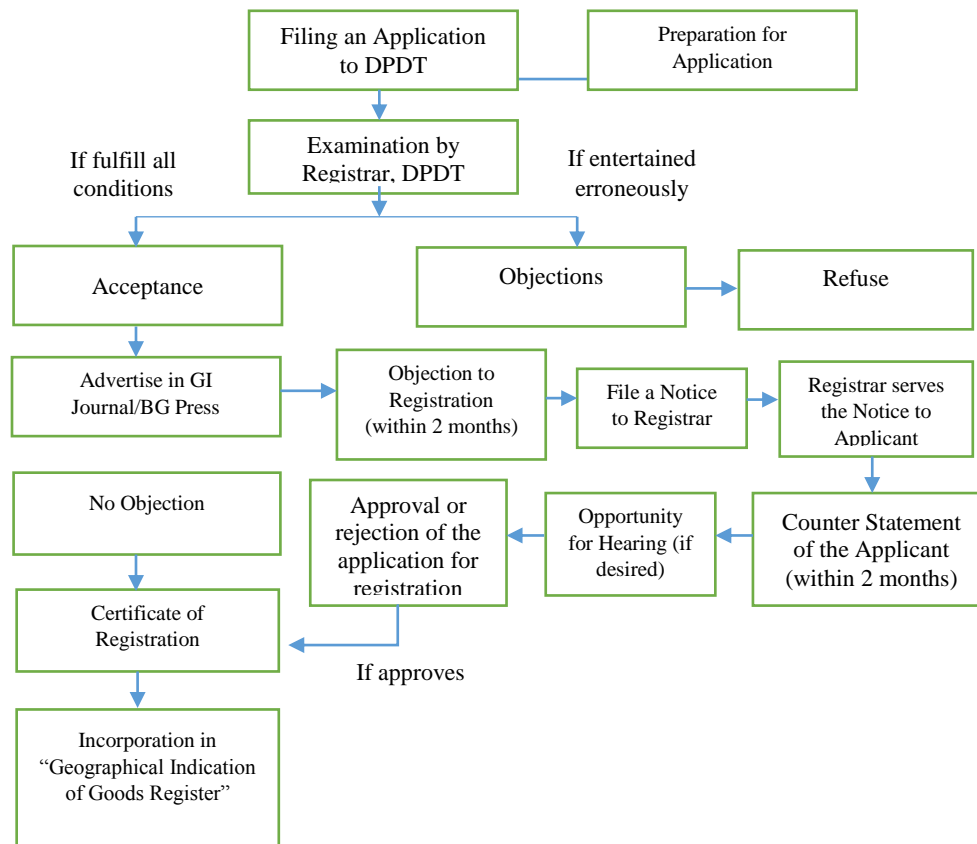 Filing an Application
to DPDT
Preparation for
Application
Examination by
Registrar, DPDT
If fulfill all
conditions
If entertained
erroneously
Acceptance
Objections
Refuse
Advertise in GI
Journal/BG Press
Objection to
Registration
(within 2 months)
File a Notice
to Registrar
Registrar serves
the Notice to
Applicant
No Objection
Approval or
rejection of the
application for
registration
Opportunity
for Hearing (if
desired)
Counter Statement
of the Applicant
(within 2 months)
Certificate of
Registration
If approves
Incorporation in
“Geographical Indication
of Goods Register”